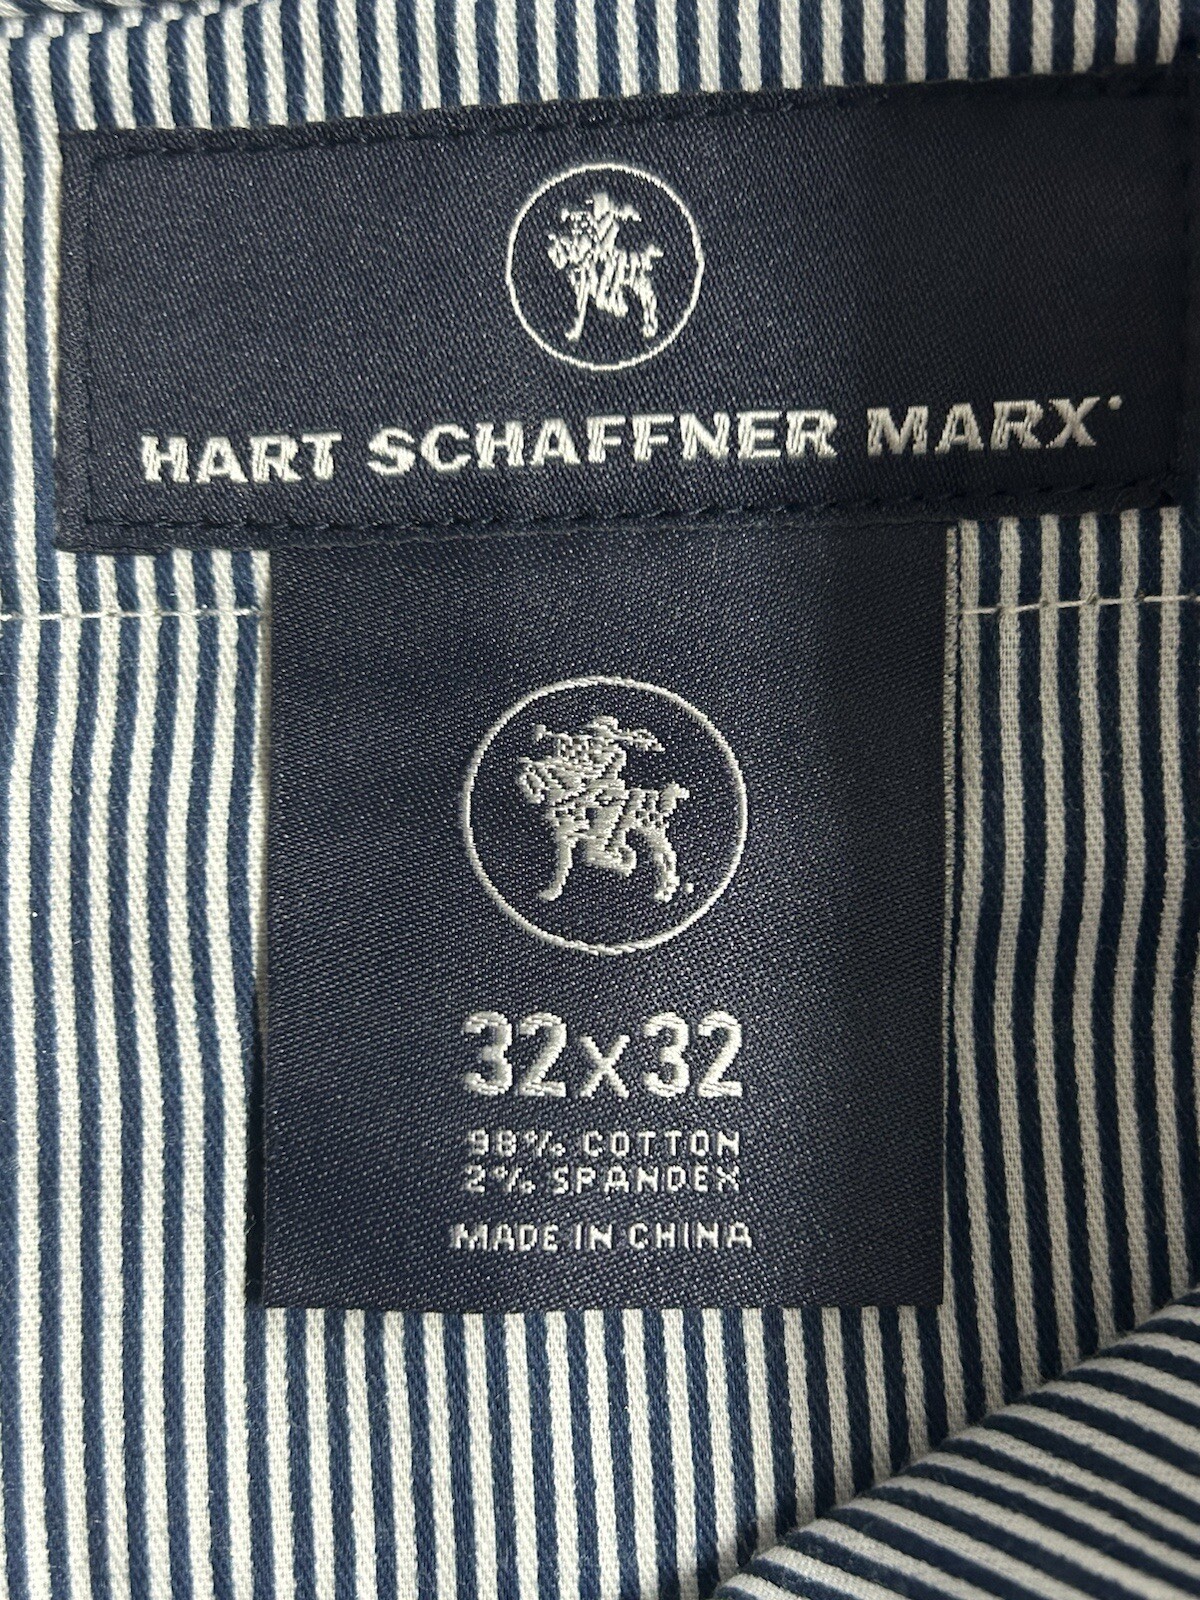 HART SCHAFFNER MARX
32x32
98% COTTON
2% SPANDEX
MADE IN CHINA